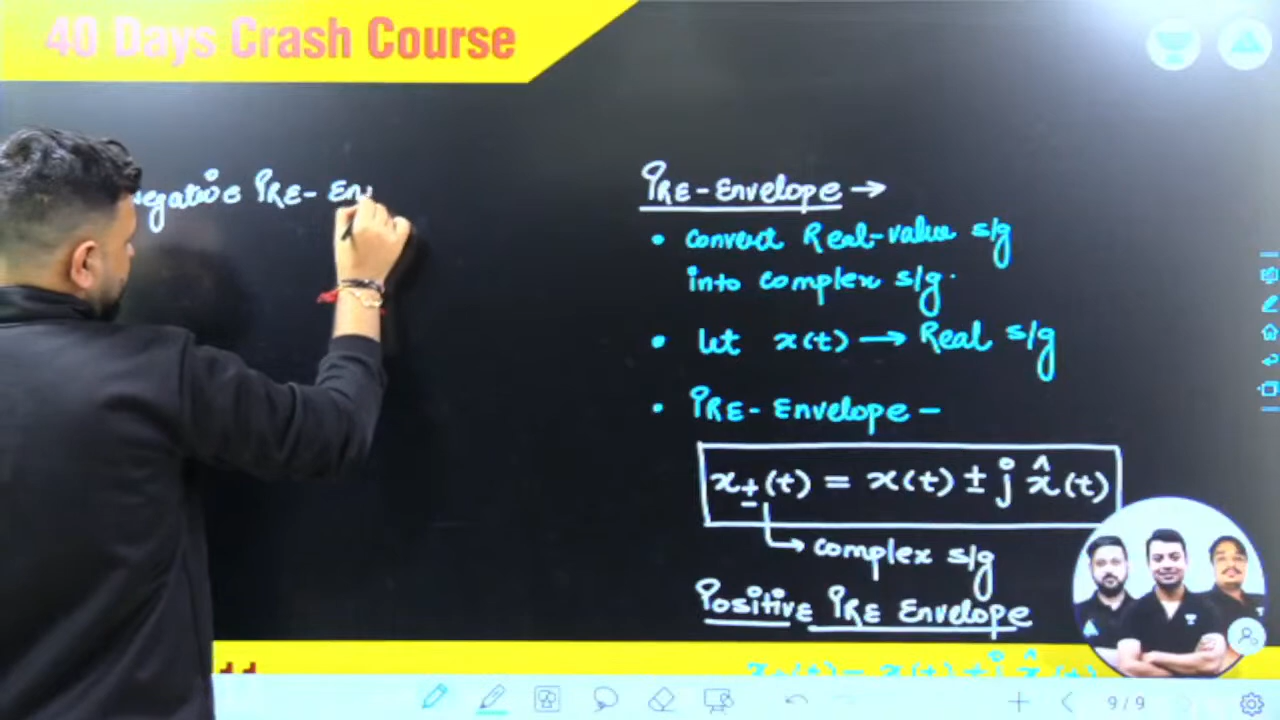 40 Days Crash Course
negative PRE- En
PRE-Envelope →
• convert Real-value s/g
into complex s/g.
• let x(t) → Real s/g
• PRE- Envelope -
x±(t) = x(t) ± j x̂(t)
→ complex s/g
Positive PRE Envelope
x+(t) = x(t) + j x̂(t)
9/9